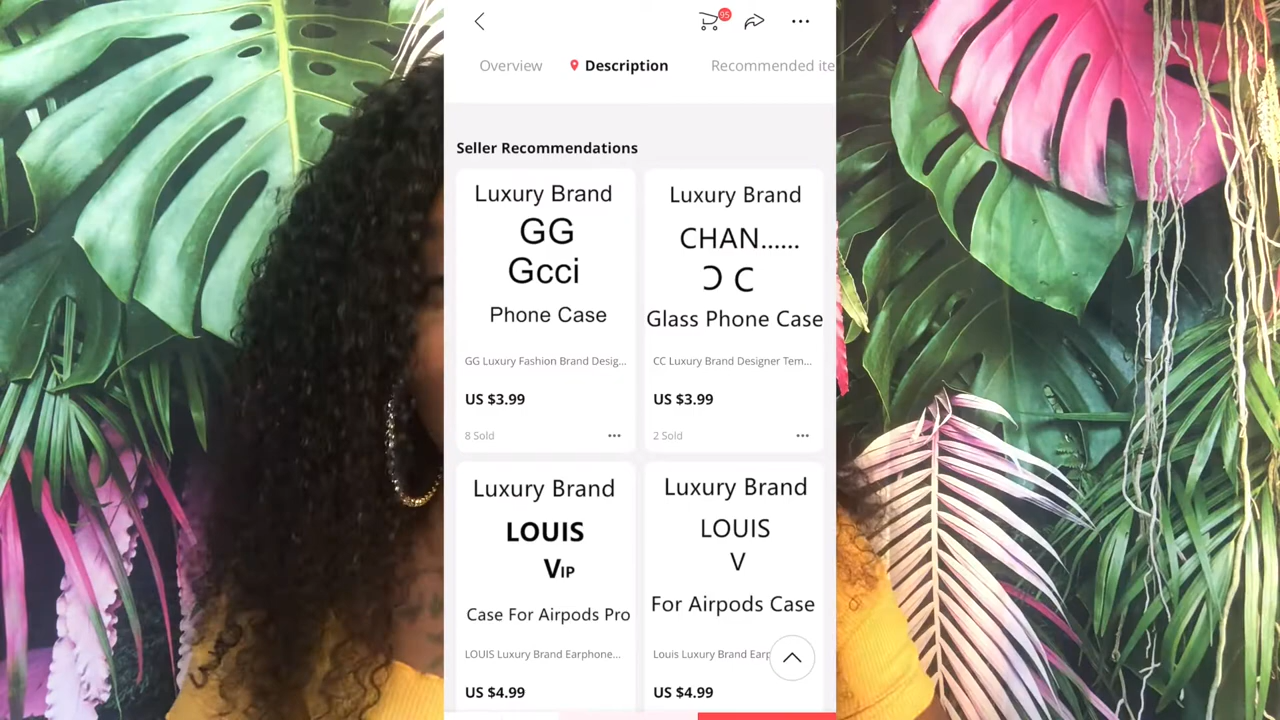 95
Overview Description Recommended ite
Seller Recommendations
Luxury Brand
GG
Gcci
Phone Case
GG Luxury Fashion Brand Desig...
US $3.99
8 Sold
Luxury Brand
CHAN......
Ɔ C
Glass Phone Case
CC Luxury Brand Designer Tem...
US $3.99
2 Sold
Luxury Brand
LOUIS
VIP
Case For Airpods Pro
LOUIS Luxury Brand Earphone...
US $4.99
Luxury Brand
LOUIS
V
For Airpods Case
Louis Luxury Brand Earp
US $4.99